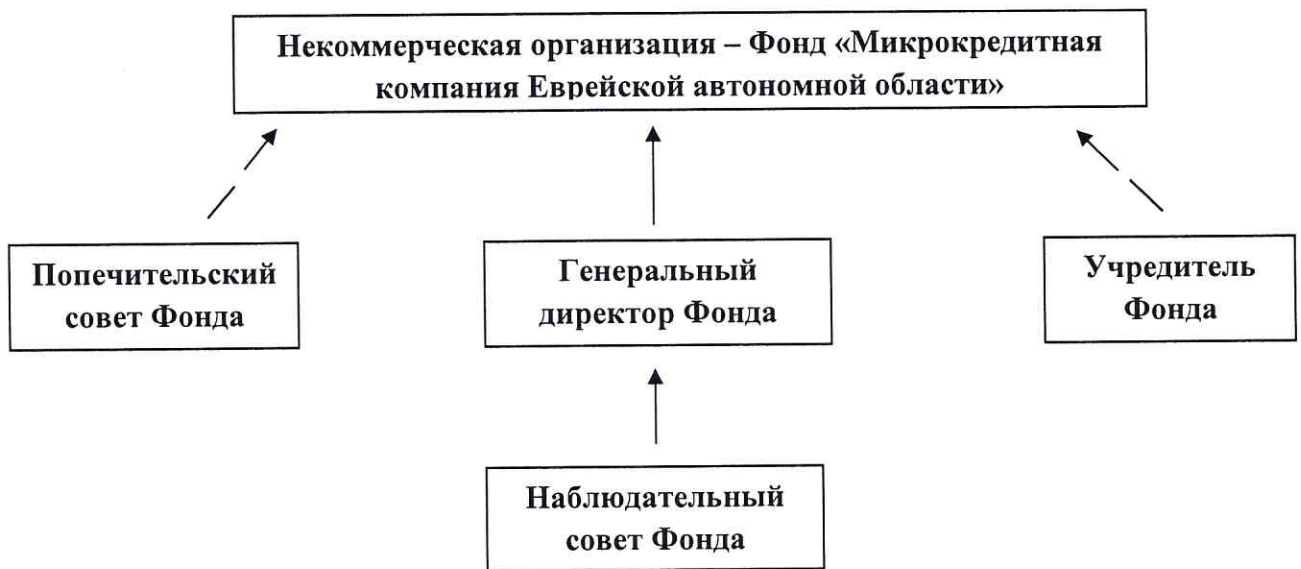 Некоммерческая организация – Фонд «Микрокредитная
компания Еврейской автономной области»
Попечительский
совет Фонда
Генеральный
директор Фонда
Учредитель
Фонда
Наблюдательный
совет Фонда